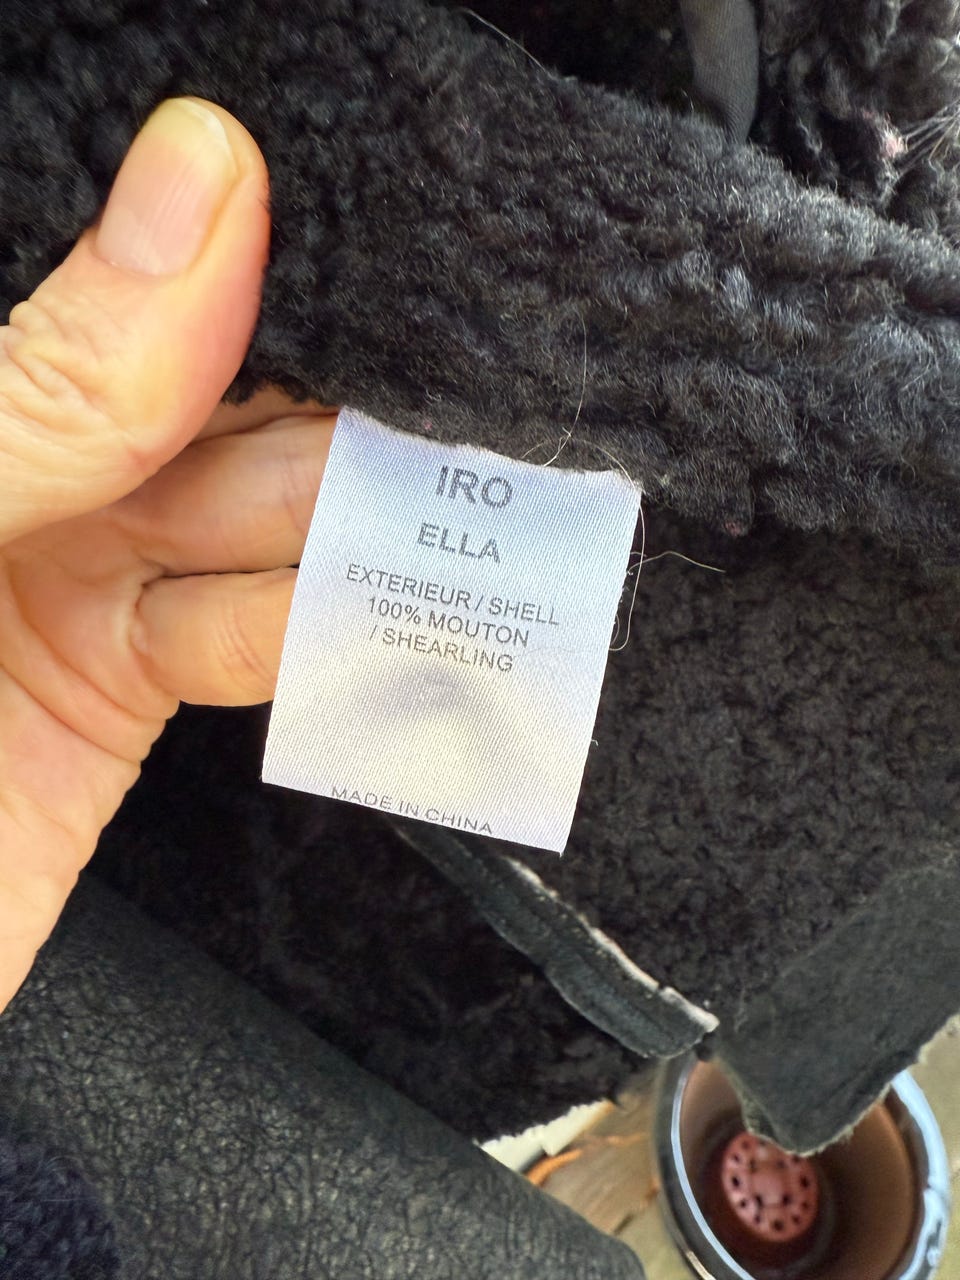 IRO
ELLA
EXTERIEUR / SHELL
100% MOUTON
/ SHEARLING
MADE IN CHINA